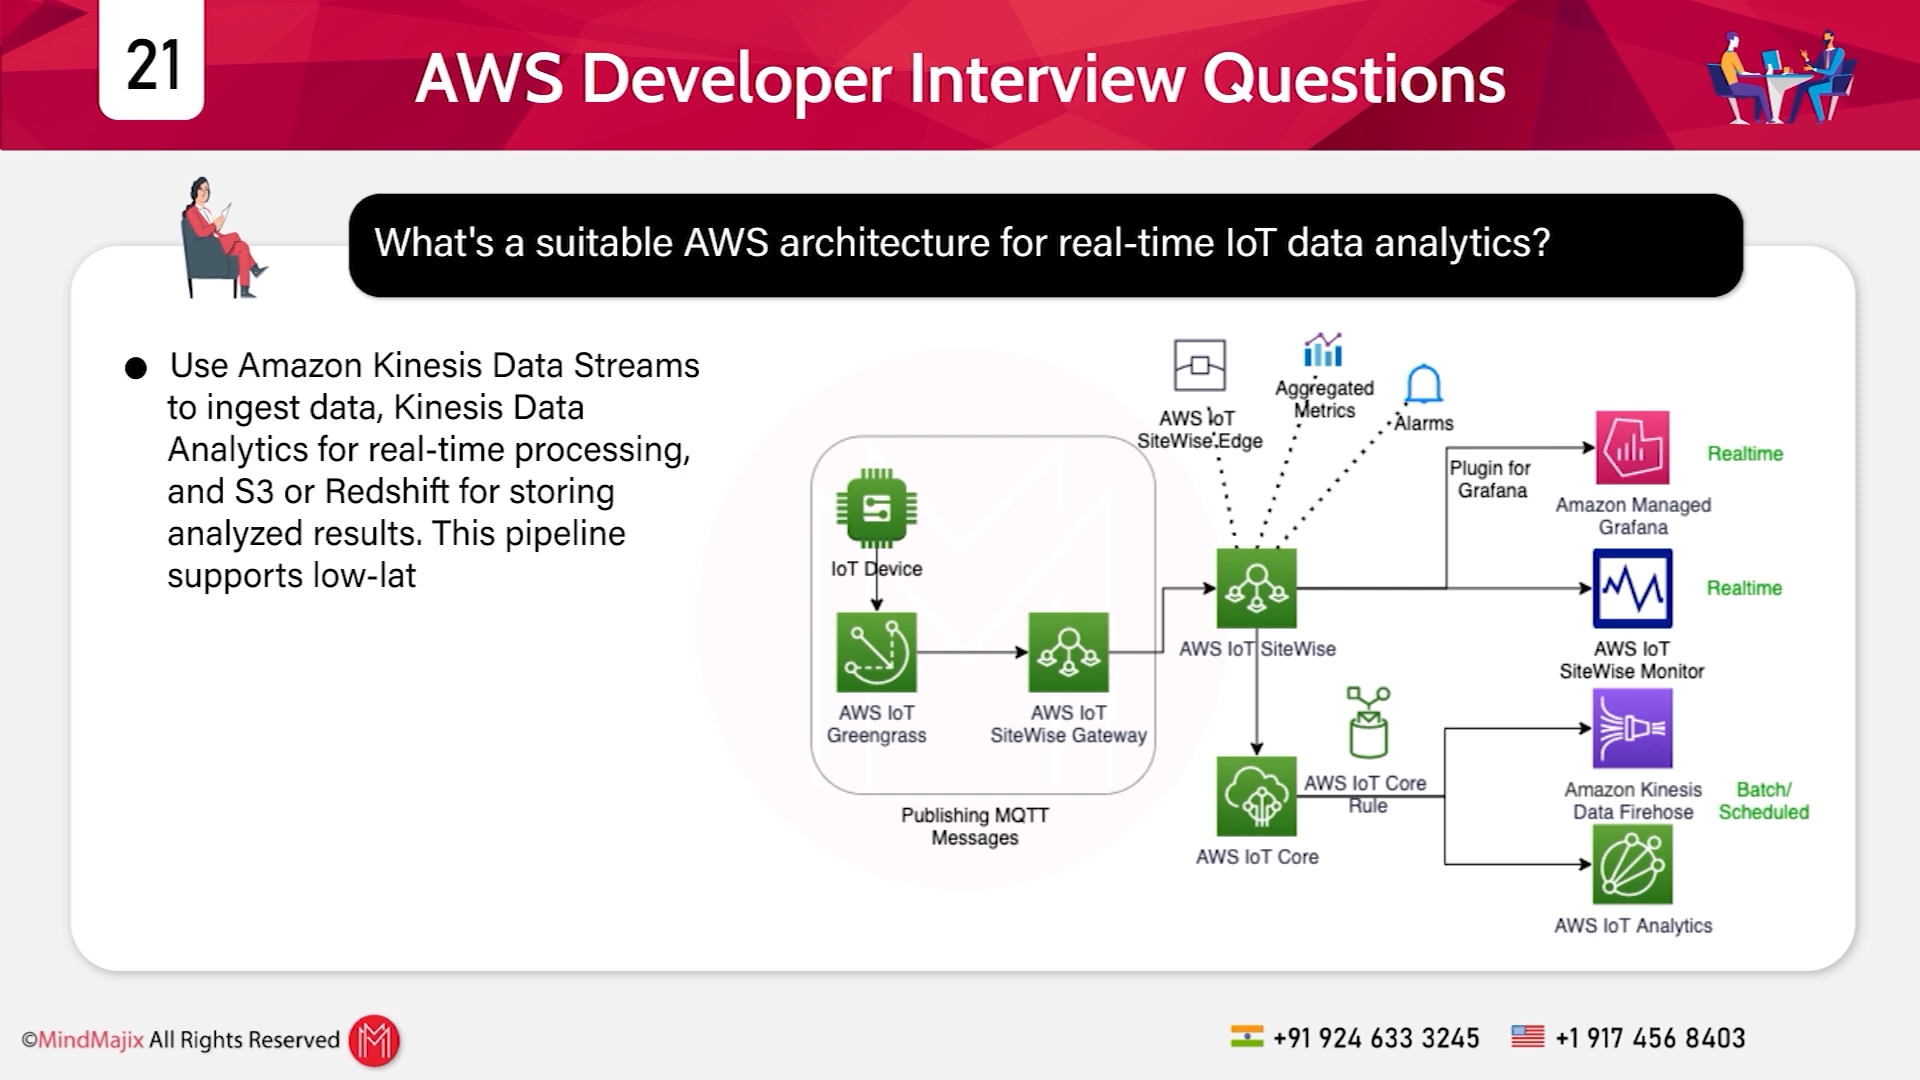 21
AWS Developer Interview Questions
What's a suitable AWS architecture for real-time IoT data analytics?
● Use Amazon Kinesis Data Streams
to ingest data, Kinesis Data
Analytics for real-time processing,
and S3 or Redshift for storing
analyzed results. This pipeline
supports low-lat
AWS IoT
SiteWise Edge
Aggregated
Metrics
Alarms
Plugin for
Grafana
Amazon Managed
Grafana
Realtime
IoT Device
AWS IoT
Greengrass
AWS IoT
SiteWise Gateway
Publishing MQTT
Messages
AWS IoT SiteWise
AWS IoT
SiteWise Monitor
Realtime
AWS IoT Core
AWS IoT Core
Rule
Amazon Kinesis
Data Firehose
Batch/
Scheduled
AWS IoT Analytics
©MindMajix All Rights Reserved
+91 924 633 3245
+1 917 456 8403